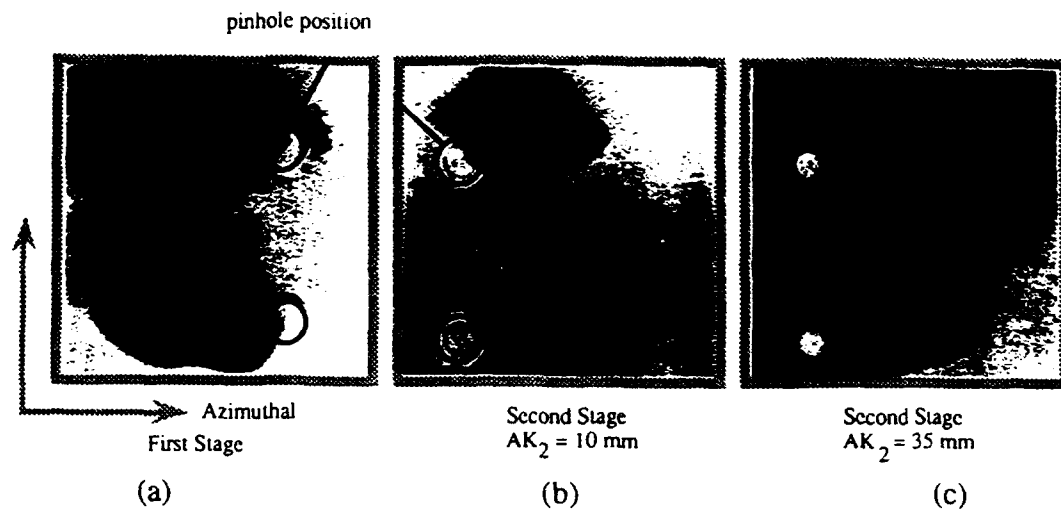 pinhole position
Azimuthal
First Stage
Second Stage
AK2 = 10 mm
Second Stage
AK2 = 35 mm
(a)
(b)
(c)